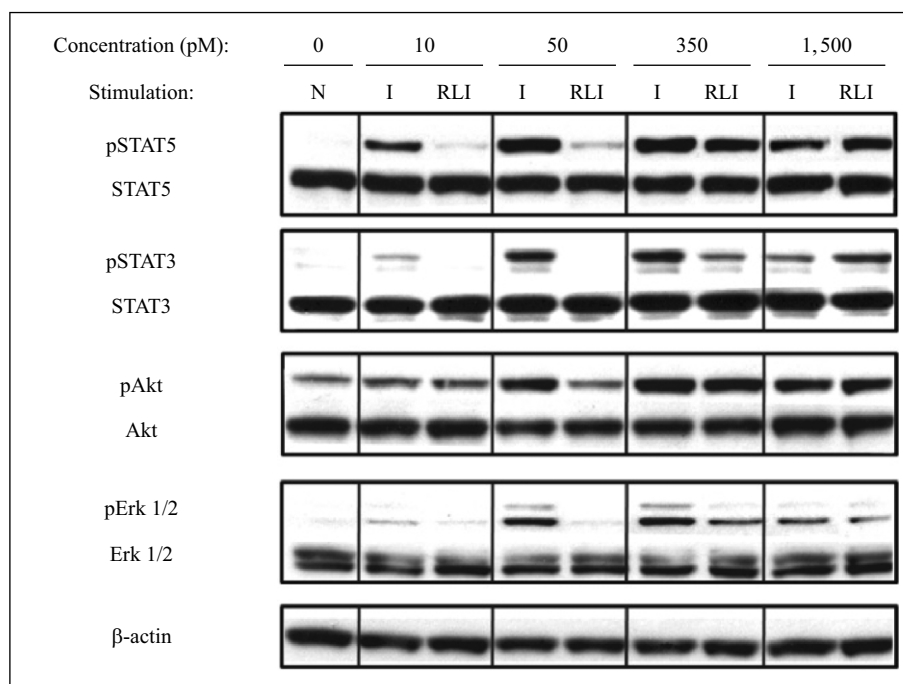 Concentration (pM): 0 10 50 350 1,500
Stimulation: N I RLI I RLI I RLI I RLI
pSTAT5
STAT5
pSTAT3
STAT3
pAkt
Akt
pErk 1/2
Erk 1/2
β-actin